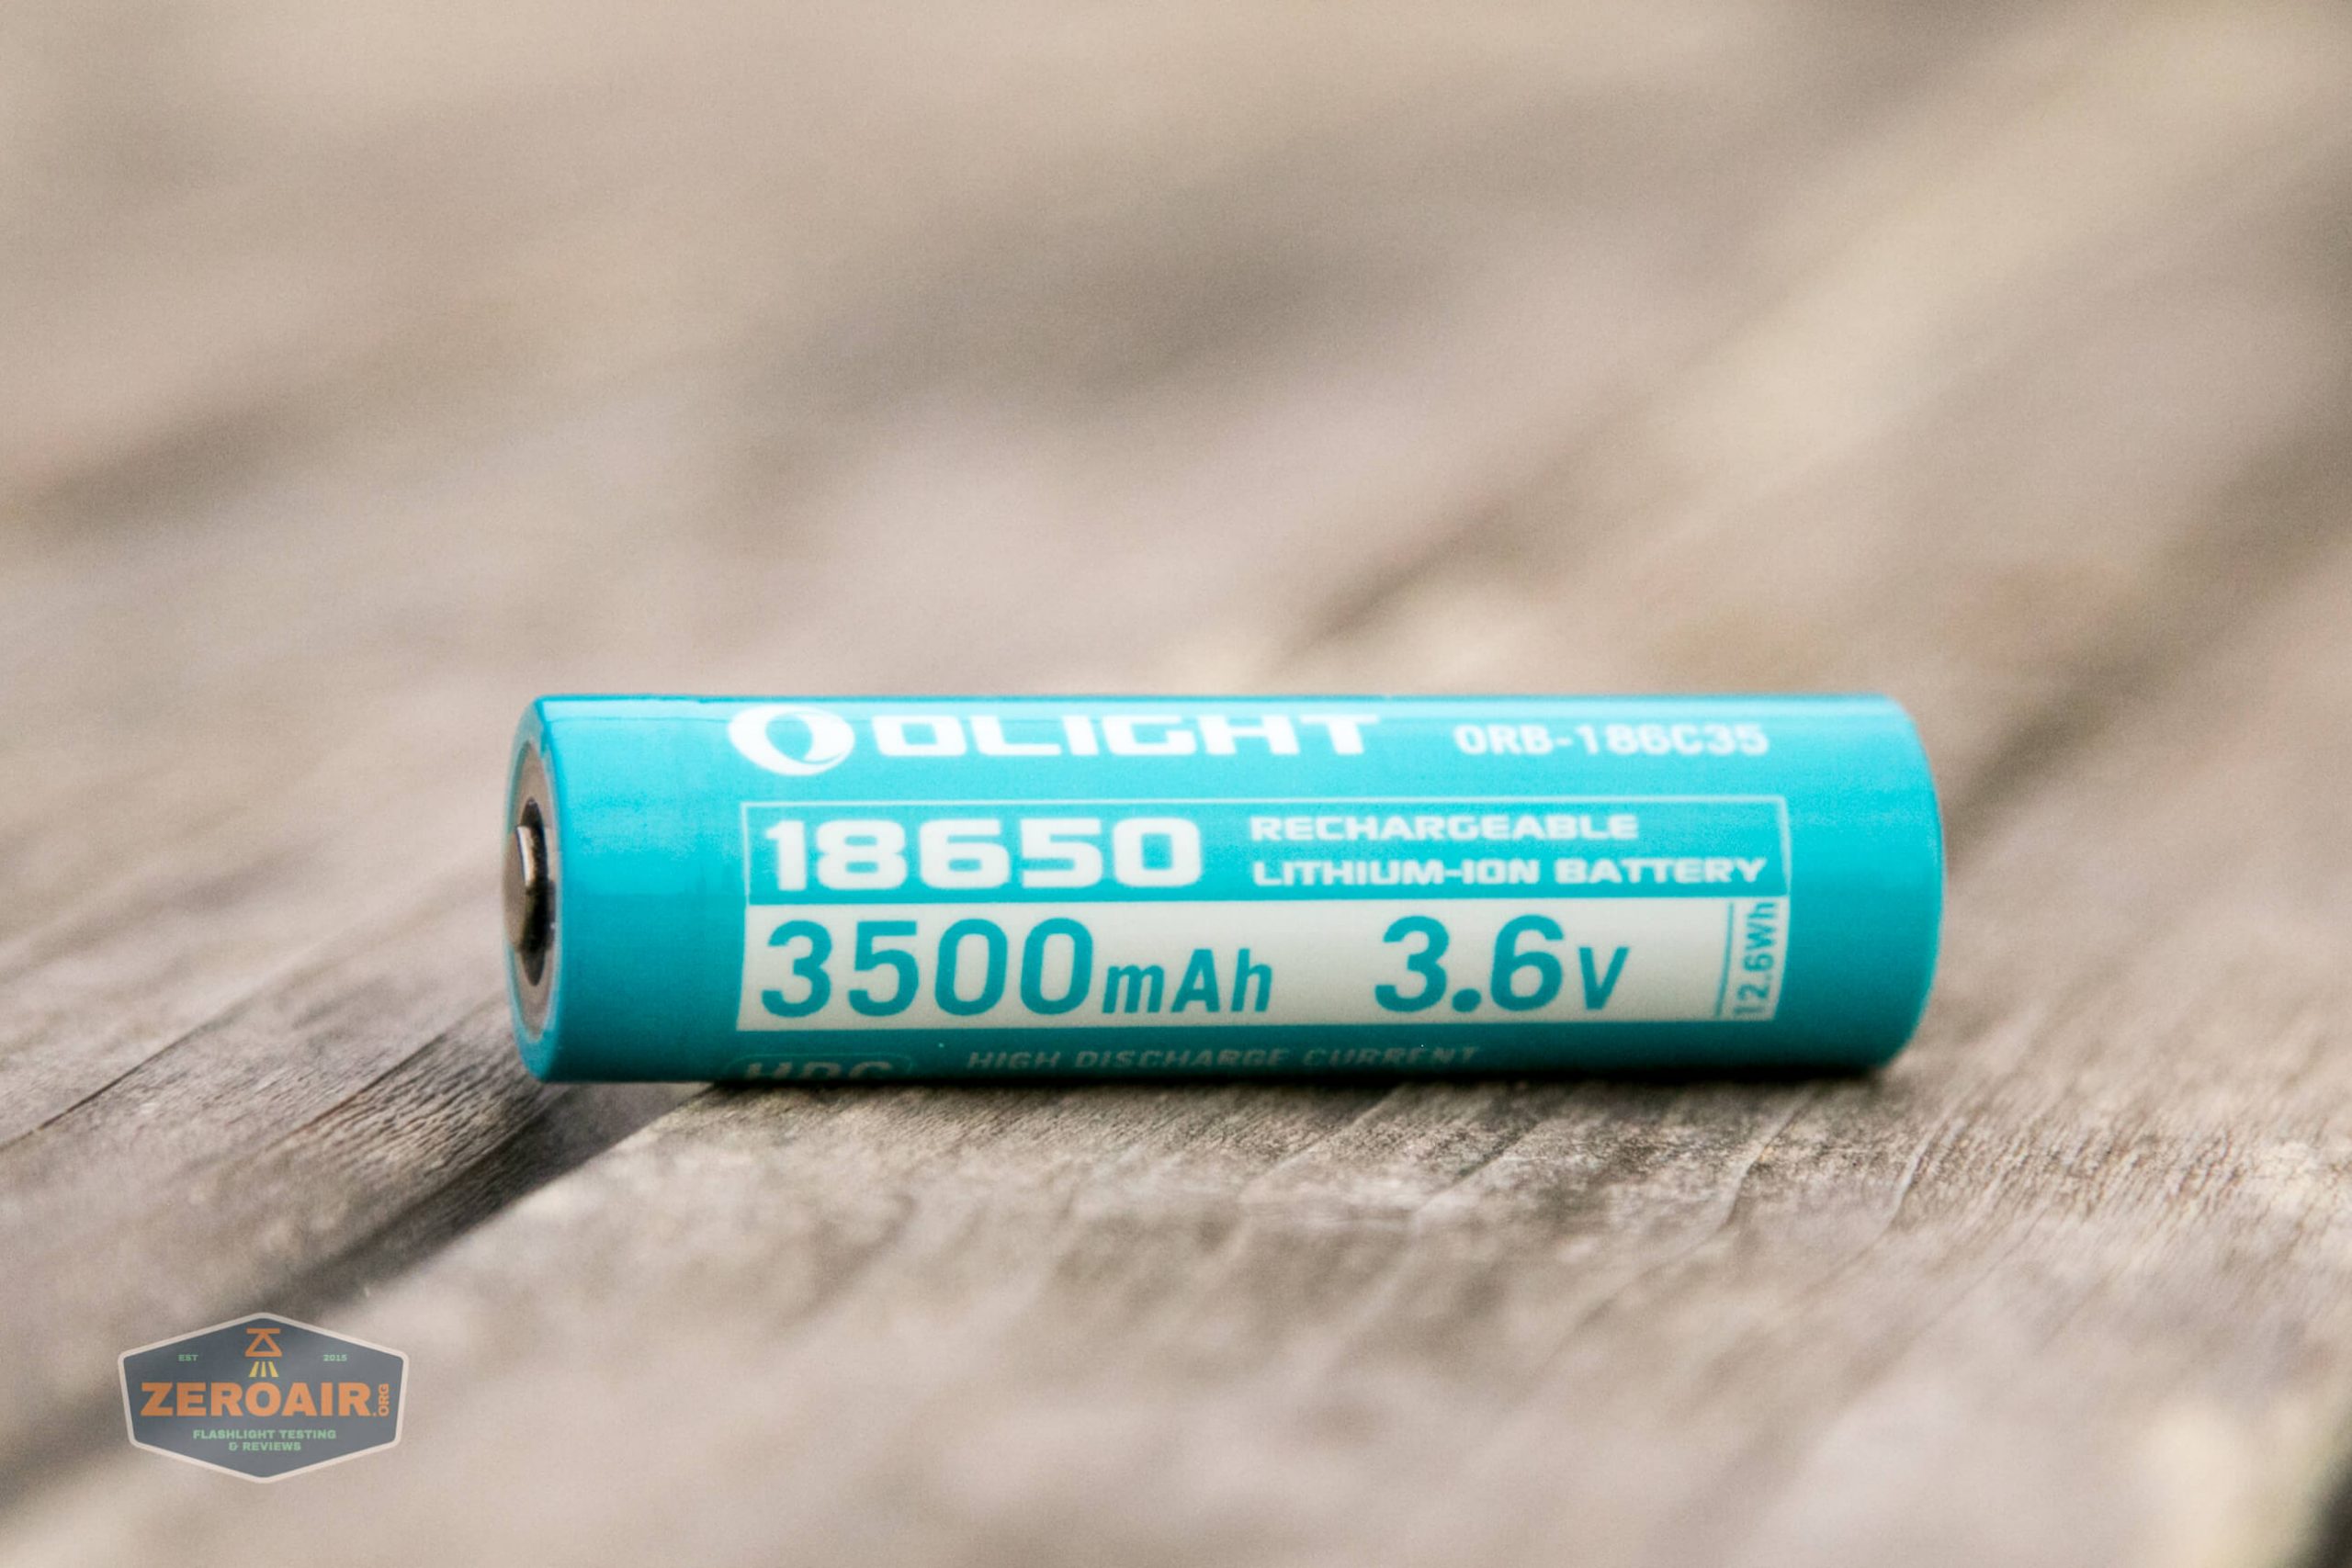 OLIGHT ORB-186C35
18650 RECHARGEABLE
LITHIUM-ION BATTERY
3500mAh 3.6V 12.6Wh
HDC HIGH DISCHARGE CURRENT
EST 2015
ZEROAIR.ORG
FLASHLIGHT TESTING
& REVIEWS